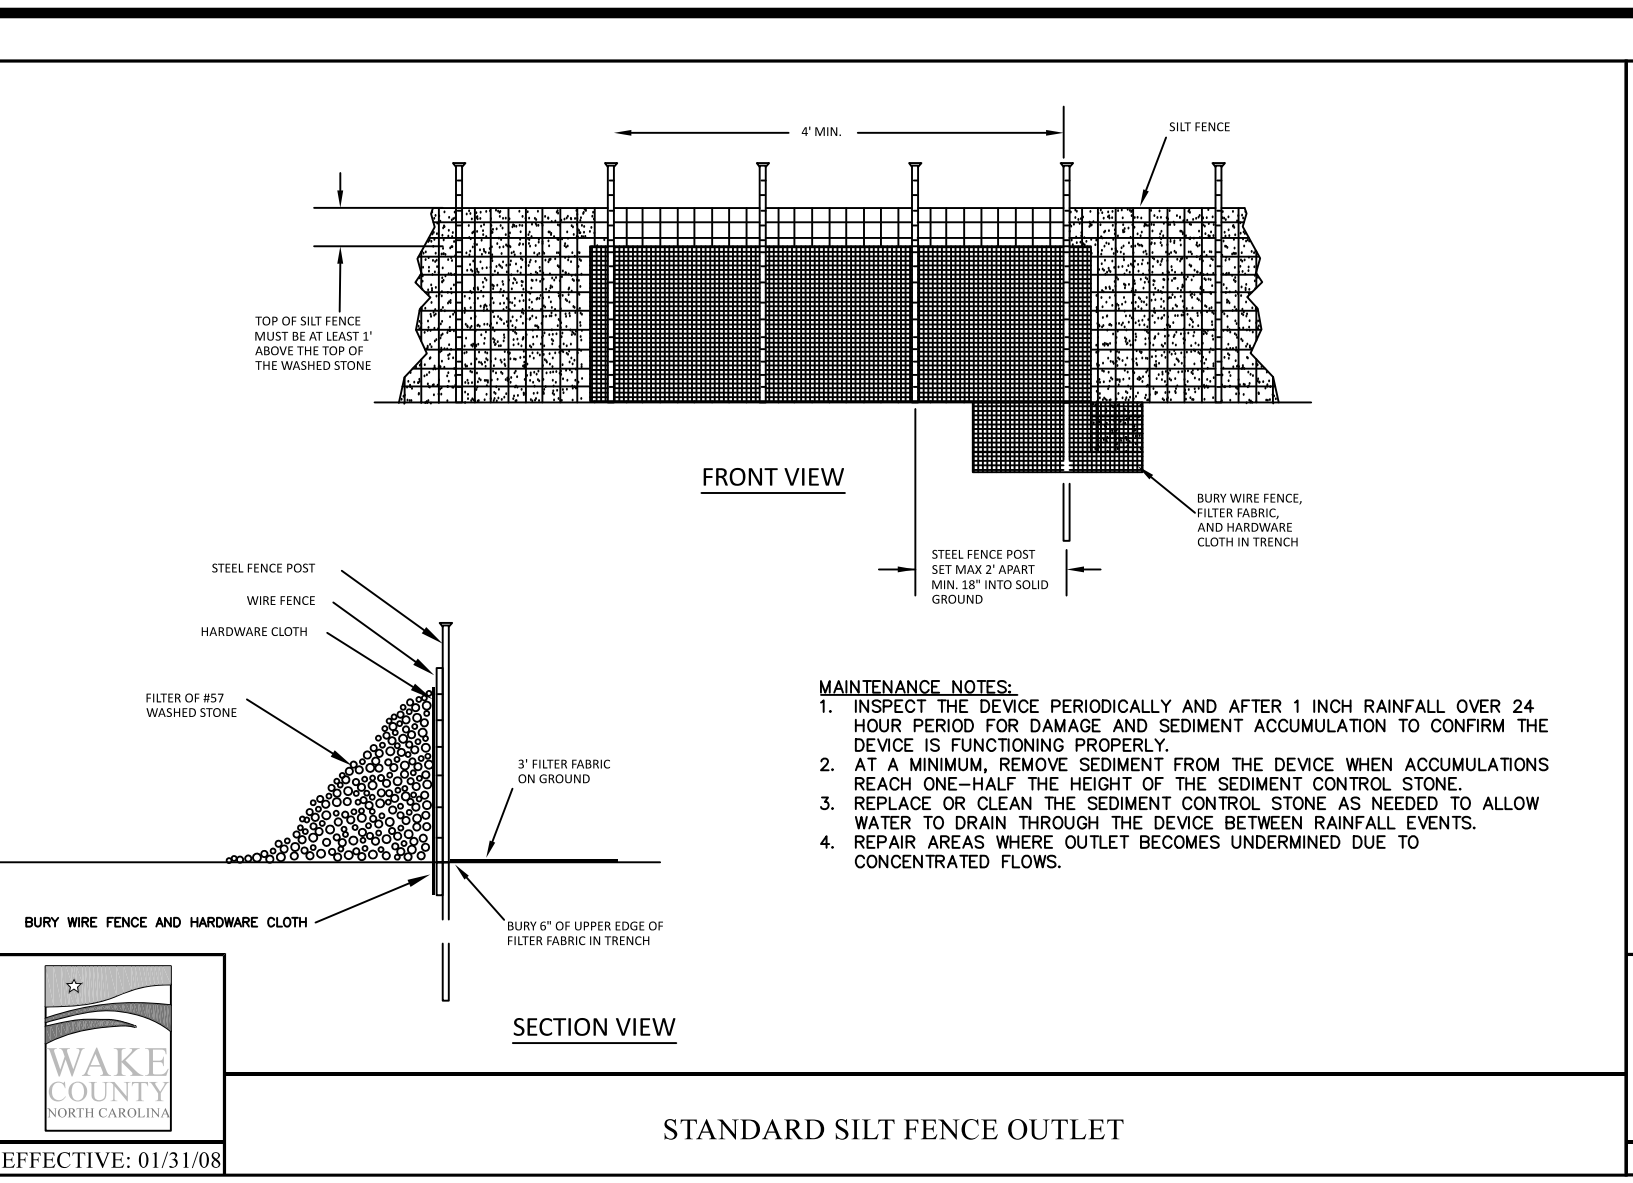 4' MIN.
SILT FENCE
TOP OF SILT FENCE
MUST BE AT LEAST 1'
ABOVE THE TOP OF
THE WASHED STONE
FRONT VIEW
BURY WIRE FENCE,
FILTER FABRIC,
AND HARDWARE
CLOTH IN TRENCH
STEEL FENCE POST
SET MAX 2' APART
MIN. 18" INTO SOLID
GROUND
STEEL FENCE POST
WIRE FENCE
HARDWARE CLOTH
FILTER OF #57
WASHED STONE
3' FILTER FABRIC
ON GROUND
BURY WIRE FENCE AND HARDWARE CLOTH
BURY 6" OF UPPER EDGE OF
FILTER FABRIC IN TRENCH
SECTION VIEW
MAINTENANCE NOTES:
1. INSPECT THE DEVICE PERIODICALLY AND AFTER 1 INCH RAINFALL OVER 24
HOUR PERIOD FOR DAMAGE AND SEDIMENT ACCUMULATION TO CONFIRM THE
DEVICE IS FUNCTIONING PROPERLY.
2. AT A MINIMUM, REMOVE SEDIMENT FROM THE DEVICE WHEN ACCUMULATIONS
REACH ONE-HALF THE HEIGHT OF THE SEDIMENT CONTROL STONE.
3. REPLACE OR CLEAN THE SEDIMENT CONTROL STONE AS NEEDED TO ALLOW
WATER TO DRAIN THROUGH THE DEVICE BETWEEN RAINFALL EVENTS.
4. REPAIR AREAS WHERE OUTLET BECOMES UNDERMINED DUE TO
CONCENTRATED FLOWS.
WAKE
COUNTY
NORTH CAROLINA
EFFECTIVE: 01/31/08
STANDARD SILT FENCE OUTLET